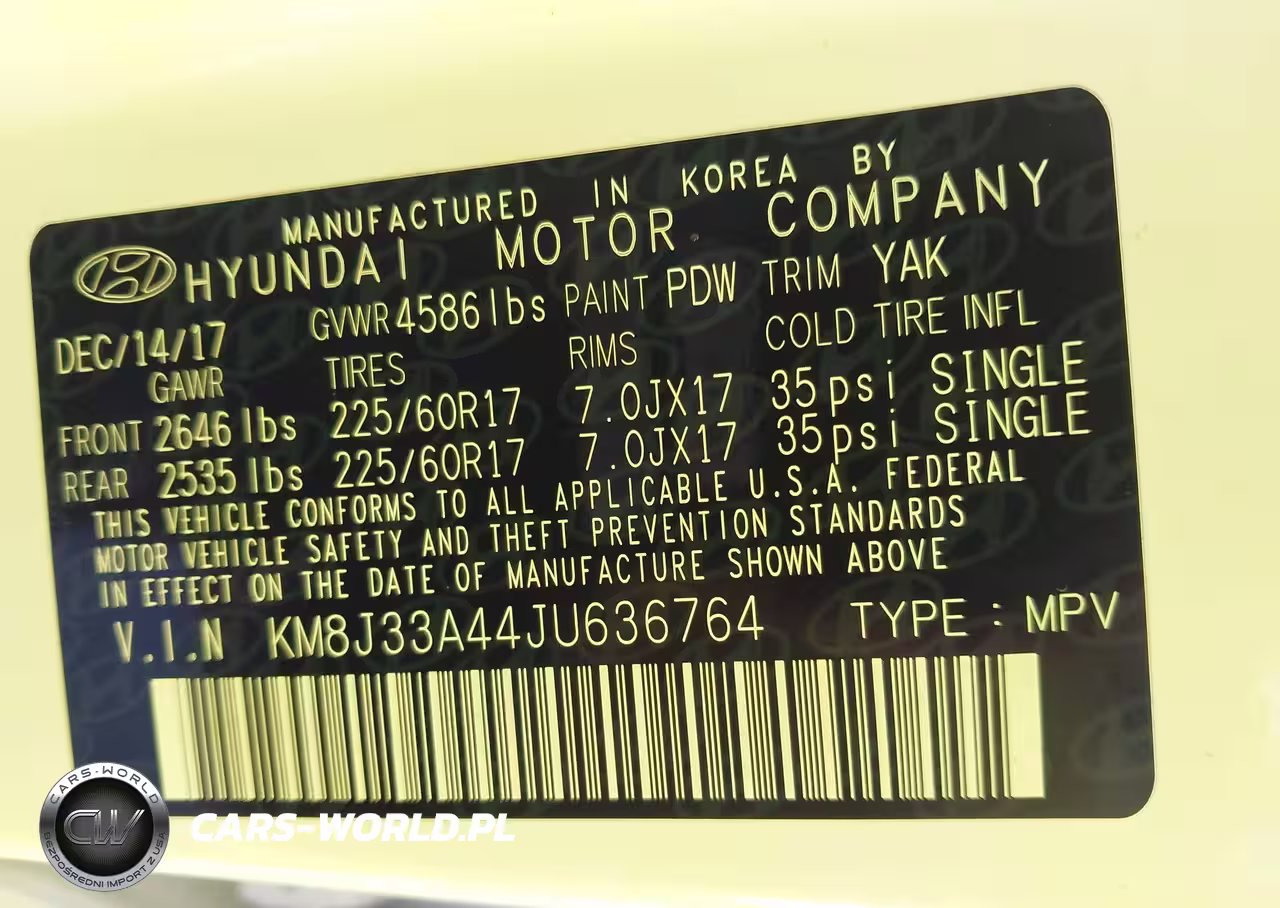 MANUFACTURED IN KOREA BY
HYUNDAI MOTOR COMPANY
DEC/14/17 GVWR 4586 lbs PAINT PDW TRIM YAK
GAWR TIRES RIMS COLD TIRE INFL
FRONT 2646 lbs 225/60R17 7.0JX17 35psi SINGLE
REAR 2535 lbs 225/60R17 7.0JX17 35psi SINGLE
THIS VEHICLE CONFORMS TO ALL APPLICABLE U.S.A. FEDERAL
MOTOR VEHICLE SAFETY AND THEFT PREVENTION STANDARDS
IN EFFECT ON THE DATE OF MANUFACTURE SHOWN ABOVE
V.I.N KM8J33A44JU636764 TYPE : MPV
CARS-WORLD
CW
BEZPOŚREDNI IMPORT Z USA
CARS-WORLD.PL